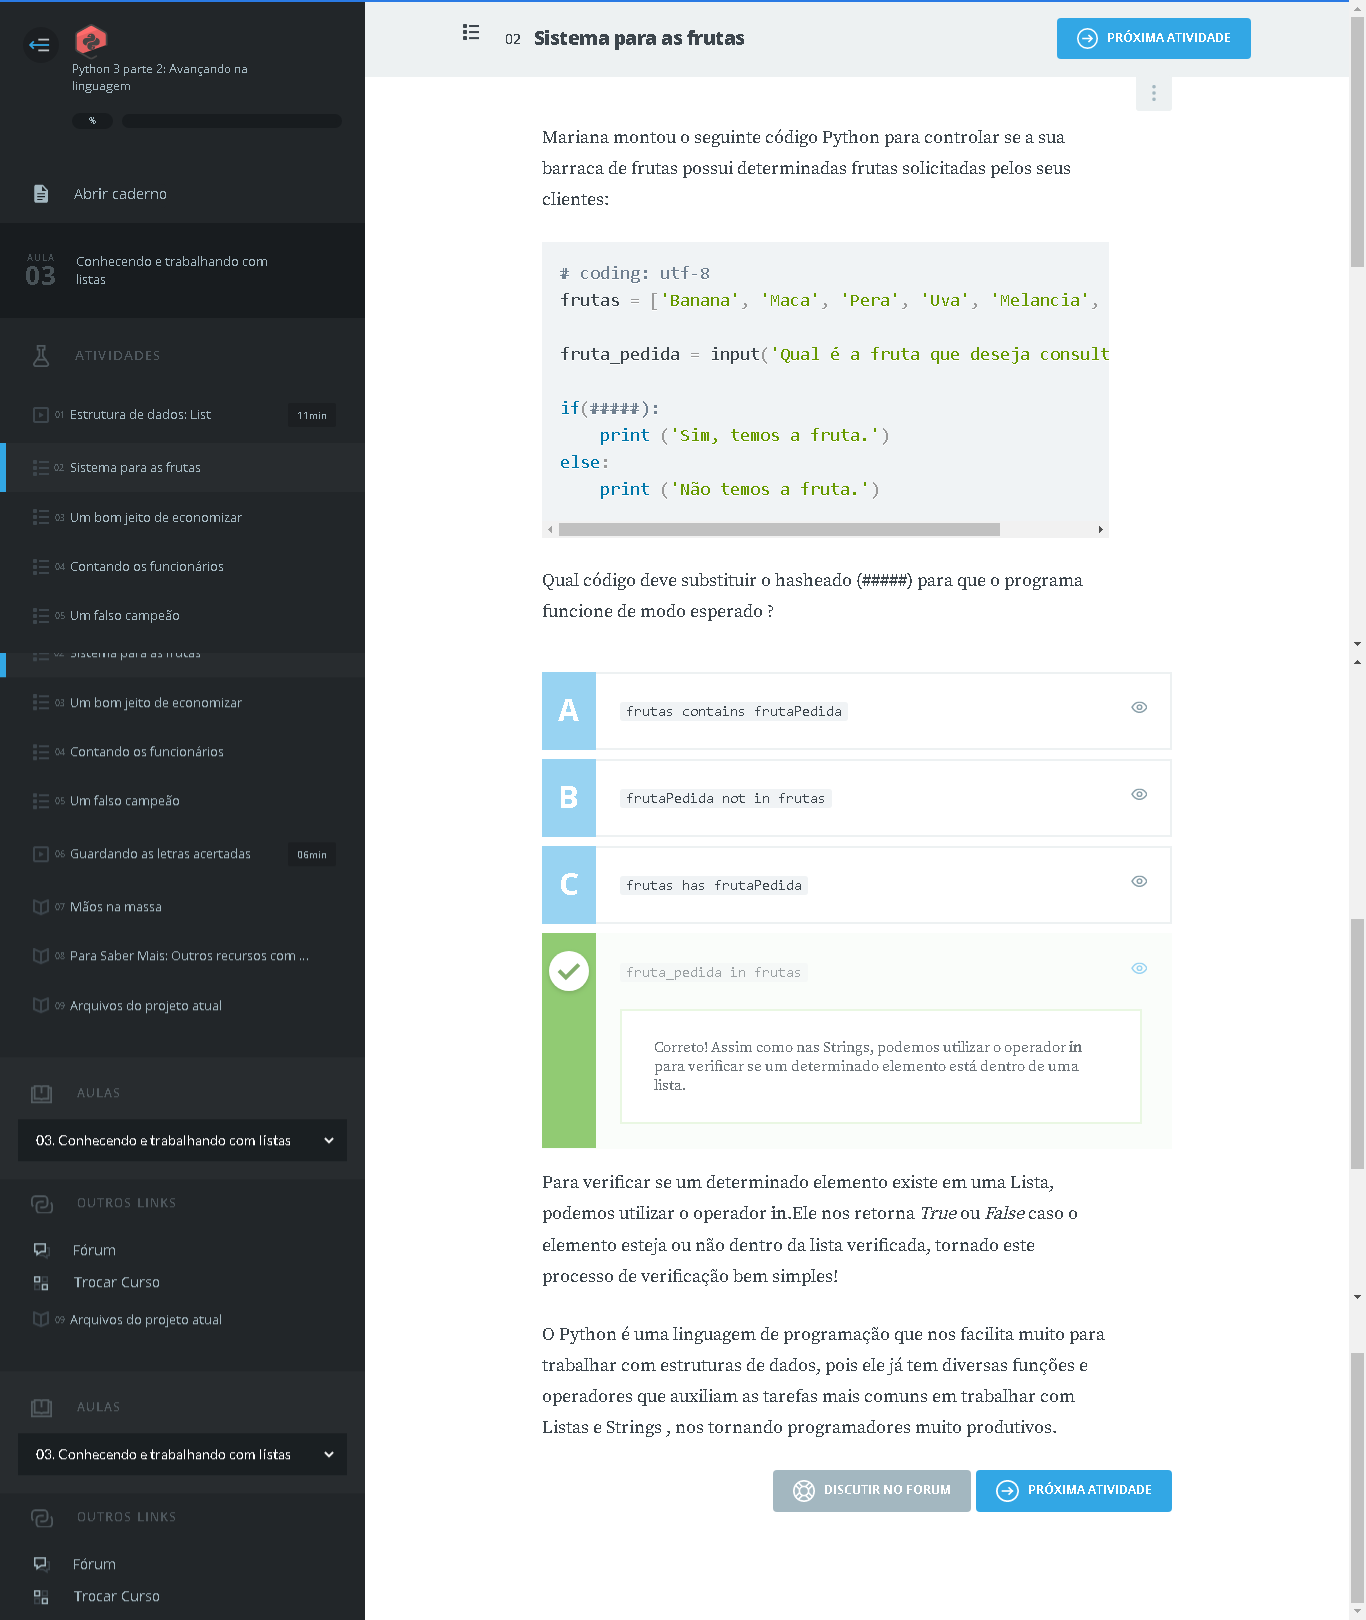 Python 3 parte 2: Avançando na
linguagem
%
Abrir caderno
AULA
03
Conhecendo e trabalhando com
listas
ATIVIDADES
01 Estrutura de dados: List 11min
02 Sistema para as frutas
03 Um bom jeito de economizar
04 Contando os funcionários
05 Um falso campeão
02 Sistema para as frutas
03 Um bom jeito de economizar
04 Contando os funcionários
05 Um falso campeão
06 Guardando as letras acertadas 06min
07 Mãos na massa
08 Para Saber Mais: Outros recursos com ...
09 Arquivos do projeto atual
AULAS
03. Conhecendo e trabalhando com listas
OUTROS LINKS
Fórum
Trocar Curso
09 Arquivos do projeto atual
AULAS
03. Conhecendo e trabalhando com listas
OUTROS LINKS
Fórum
Trocar Curso
02 Sistema para as frutas
PRÓXIMA ATIVIDADE
Mariana montou o seguinte código Python para controlar se a sua
barraca de frutas possui determinadas frutas solicitadas pelos seus
clientes:
# coding: utf-8
frutas = ['Banana', 'Maca', 'Pera', 'Uva', 'Melancia',
fruta_pedida = input('Qual é a fruta que deseja consult
if(#####):
print ('Sim, temos a fruta.')
else:
print ('Não temos a fruta.')
Qual código deve substituir o hasheado (#####) para que o programa
funcione de modo esperado ?
A frutas contains frutaPedida
B frutaPedida not in frutas
C frutas has frutaPedida
fruta_pedida in frutas
Correto! Assim como nas Strings, podemos utilizar o operador in
para verificar se um determinado elemento está dentro de uma
lista.
Para verificar se um determinado elemento existe em uma Lista,
podemos utilizar o operador in.Ele nos retorna True ou False caso o
elemento esteja ou não dentro da lista verificada, tornado este
processo de verificação bem simples!
O Python é uma linguagem de programação que nos facilita muito para
trabalhar com estruturas de dados, pois ele já tem diversas funções e
operadores que auxiliam as tarefas mais comuns em trabalhar com
Listas e Strings , nos tornando programadores muito produtivos.
DISCUTIR NO FORUM
PRÓXIMA ATIVIDADE